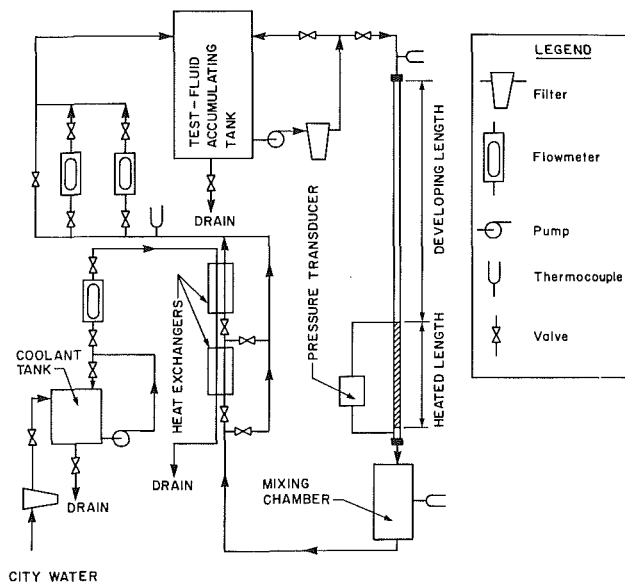 TEST-FLUID
ACCUMULATING
TANK
DRAIN
DEVELOPING LENGTH
PRESSURE TRANSDUCER
HEATED LENGTH
HEAT EXCHANGERS
COOLANT
TANK
DRAIN
DRAIN
MIXING
CHAMBER
CITY WATER
LEGEND
Filter
Flowmeter
Pump
Thermocouple
Valve